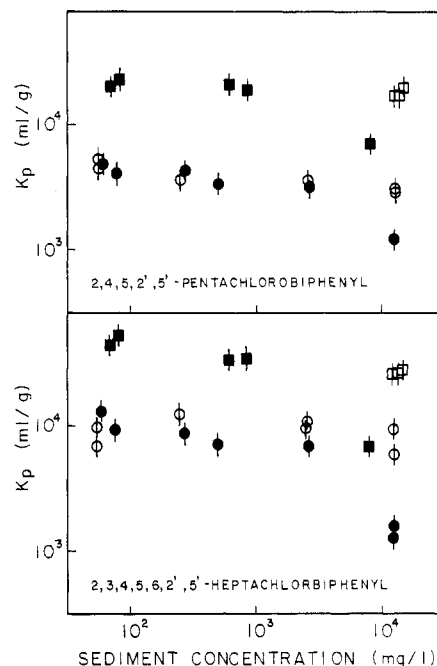 Kp (ml/g)
10⁴
10³
2,4,5,2',5'-PENTACHLOROBIPHENYL
Kp (ml/g)
10⁴
10³
2,3,4,5,6,2',5'-HEPTACHLORBIPHENYL
10² 10³ 10⁴
SEDIMENT CONCENTRATION (mg/l)